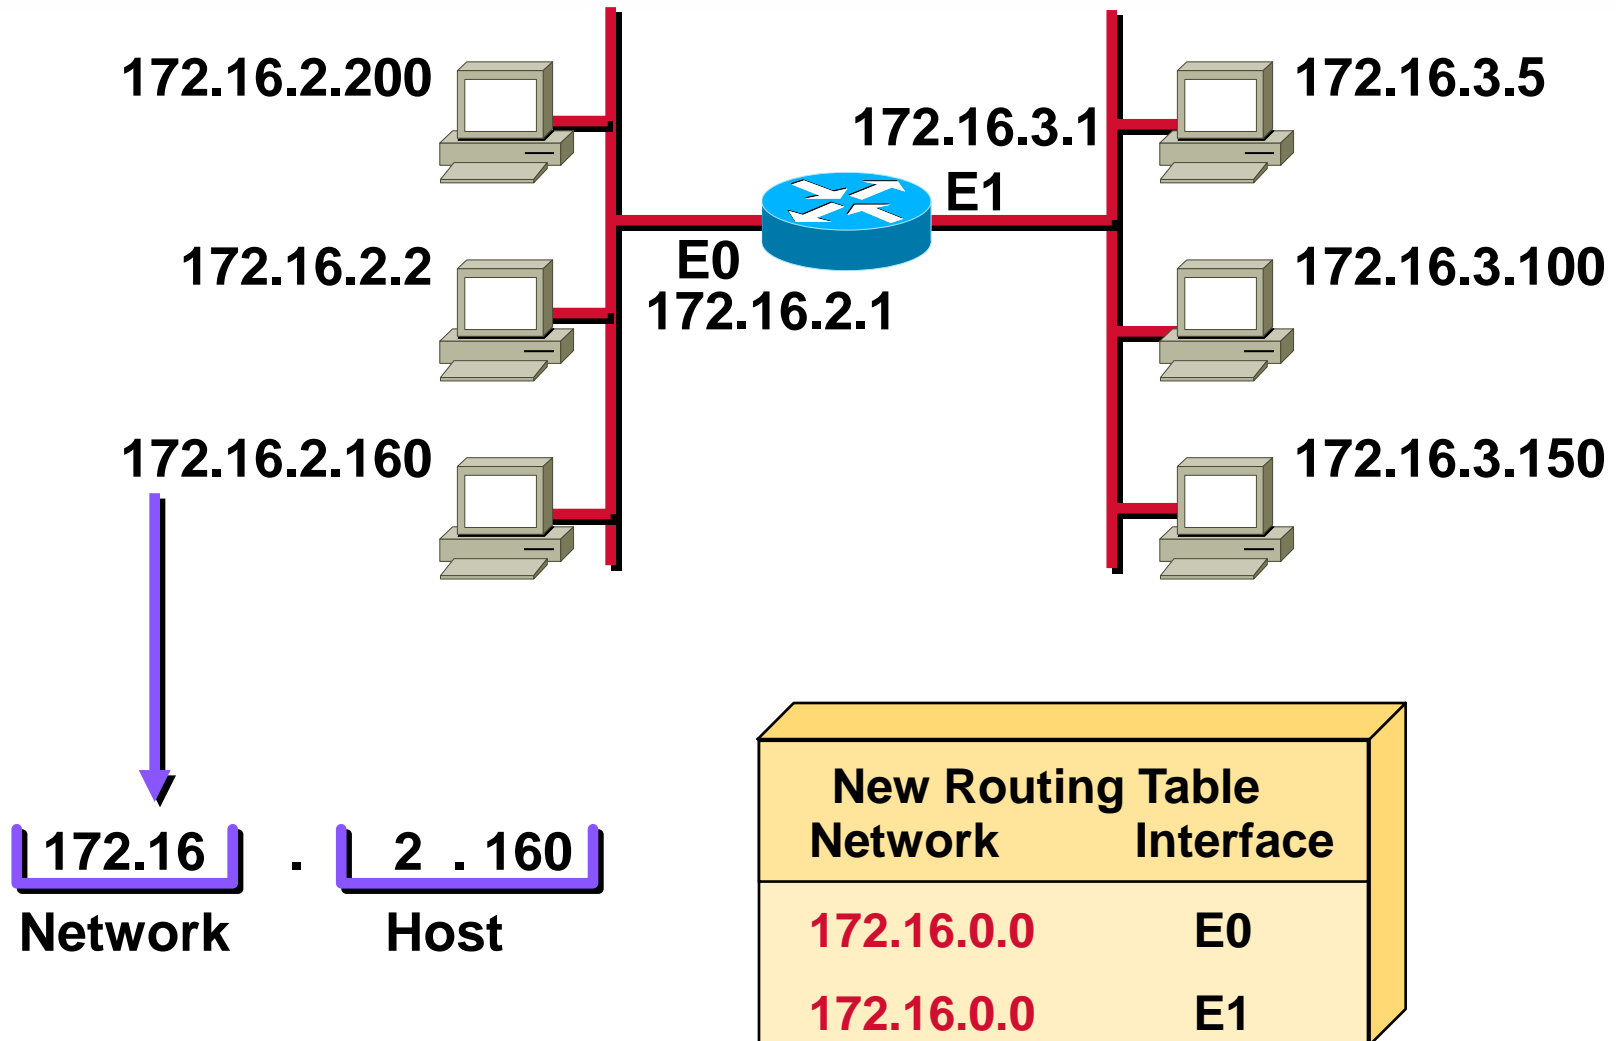 172.16.2.200
172.16.3.5
172.16.3.1
E1
172.16.2.2
E0
172.16.2.1
172.16.3.100
172.16.2.160
172.16.3.150
172.16 . 2 . 160
Network Host
New Routing Table
Network Interface
172.16.0.0 E0
172.16.0.0 E1